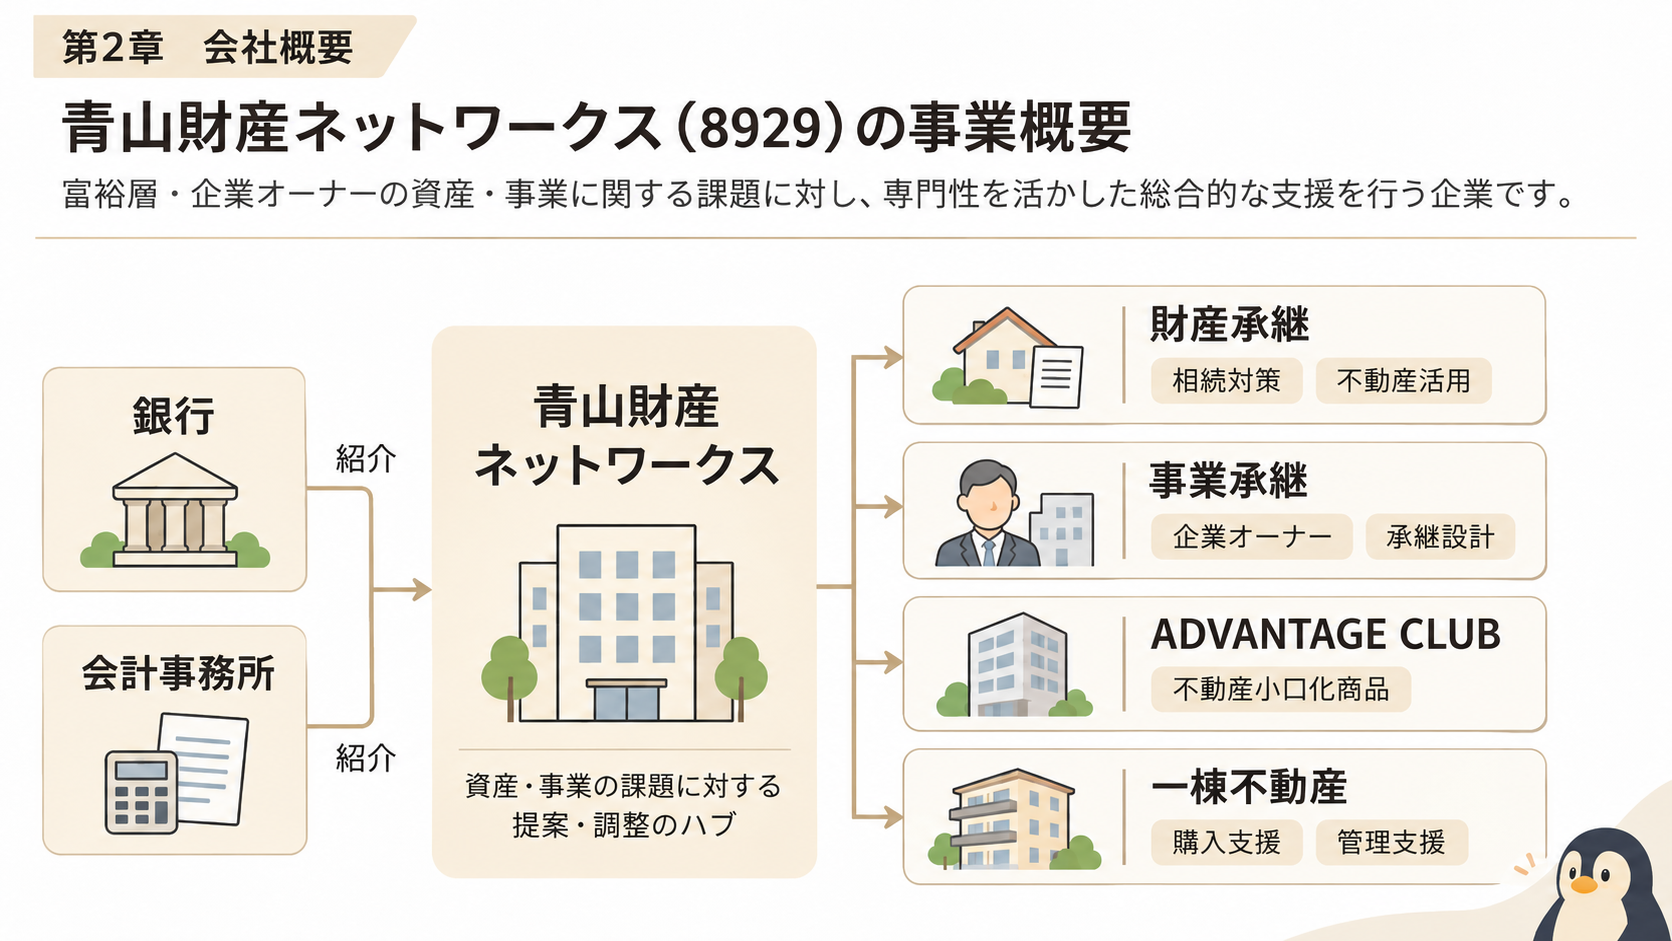 第2章 会社概要
青山財産ネットワークス（8929）の事業概要
富裕層・企業オーナーの資産・事業に関する課題に対し、専門性を活かした総合的な支援を行う企業です。
銀行
紹介
会計事務所
紹介
青山財産
ネットワークス
資産・事業の課題に対する
提案・調整のハブ
財産承継
相続対策 不動産活用
事業承継
企業オーナー 承継設計
ADVANTAGE CLUB
不動産小口化商品
一棟不動産
購入支援 管理支援